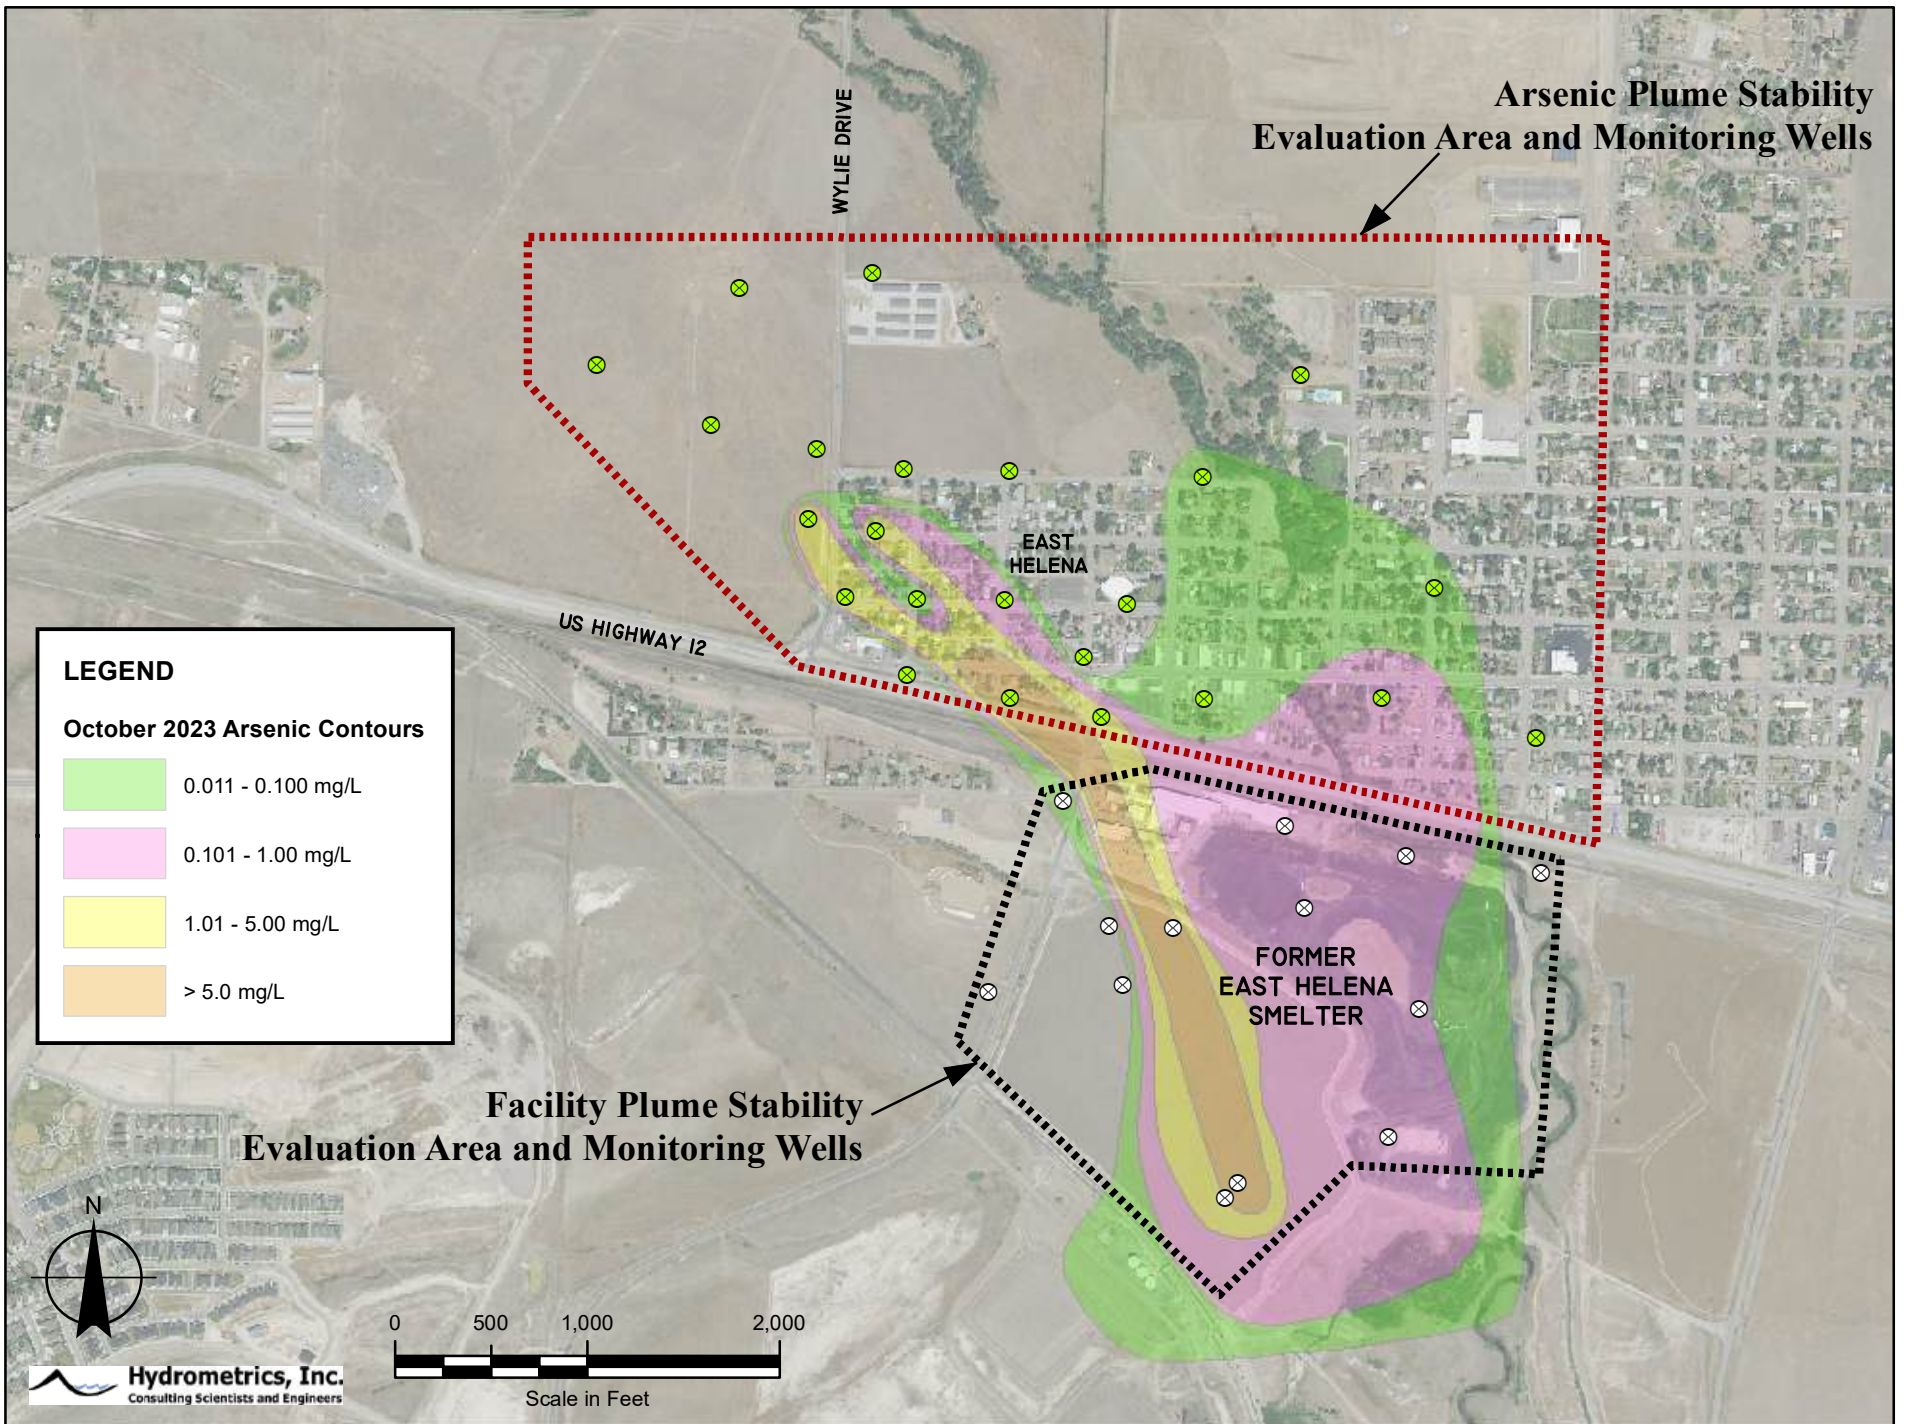 Arsenic Plume Stability
Evaluation Area and Monitoring Wells
WYLIE DRIVE
EAST
HELENA
US HIGHWAY 12
LEGEND
October 2023 Arsenic Contours
0.011 - 0.100 mg/L
0.101 - 1.00 mg/L
1.01 - 5.00 mg/L
> 5.0 mg/L
FORMER
EAST HELENA
SMELTER
Facility Plume Stability
Evaluation Area and Monitoring Wells
N
0 500 1,000 2,000
Scale in Feet
Hydrometrics, Inc.
Consulting Scientists and Engineers